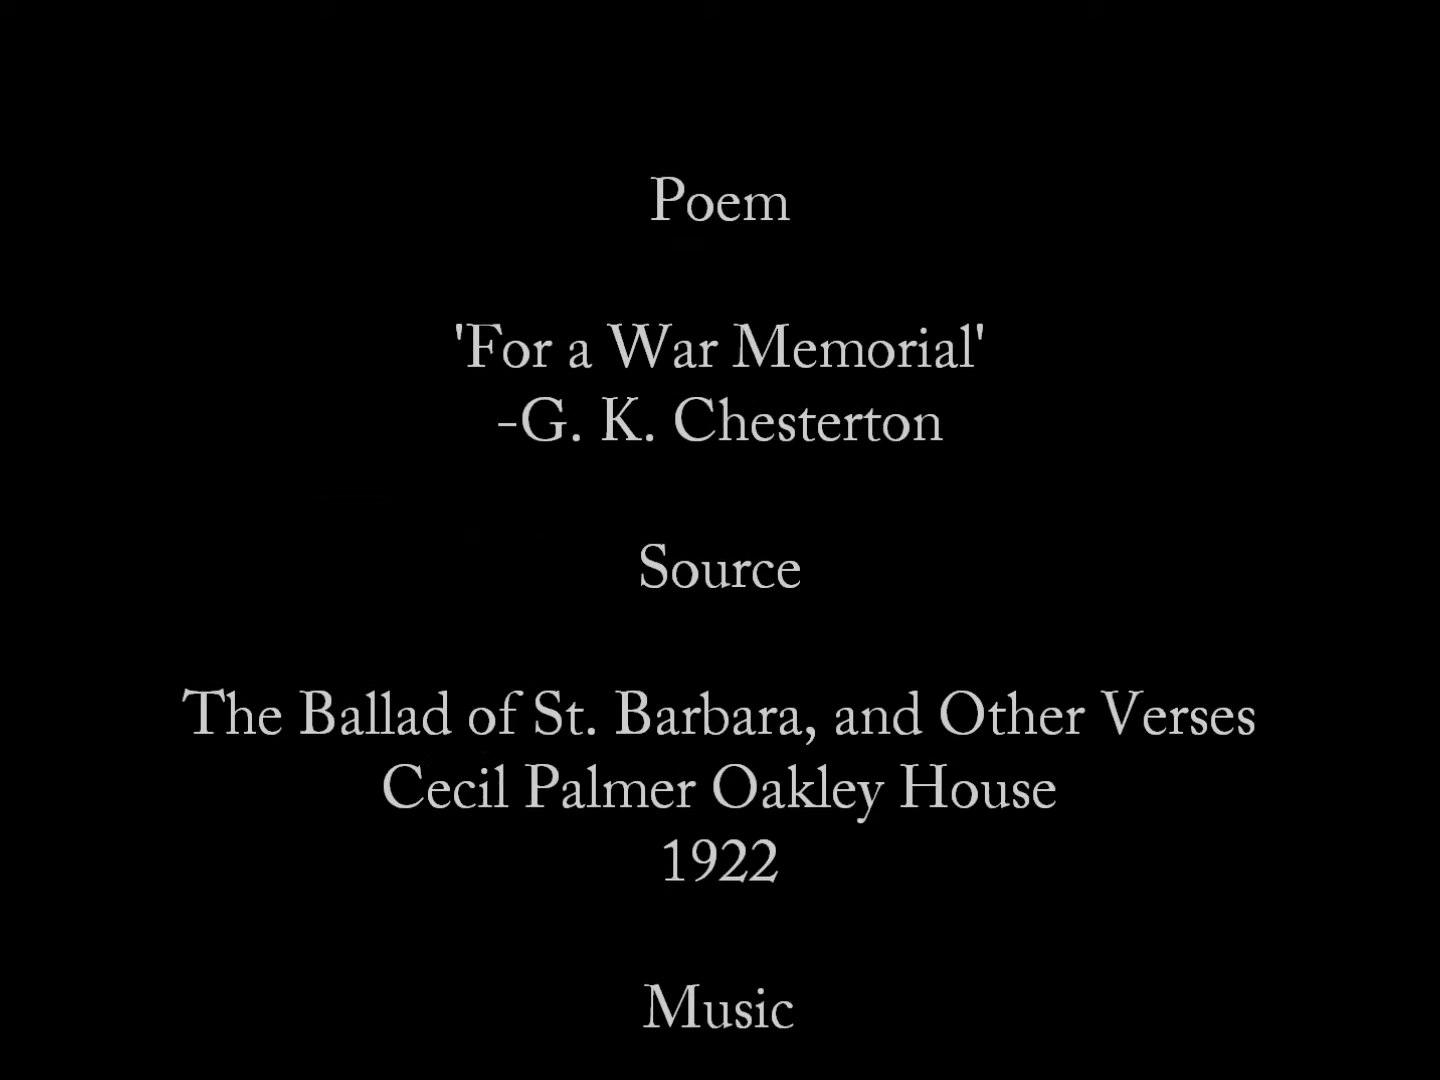 Poem
'For a War Memorial'
-G. K. Chesterton
Source
The Ballad of St. Barbara, and Other Verses
Cecil Palmer Oakley House
1922
Music